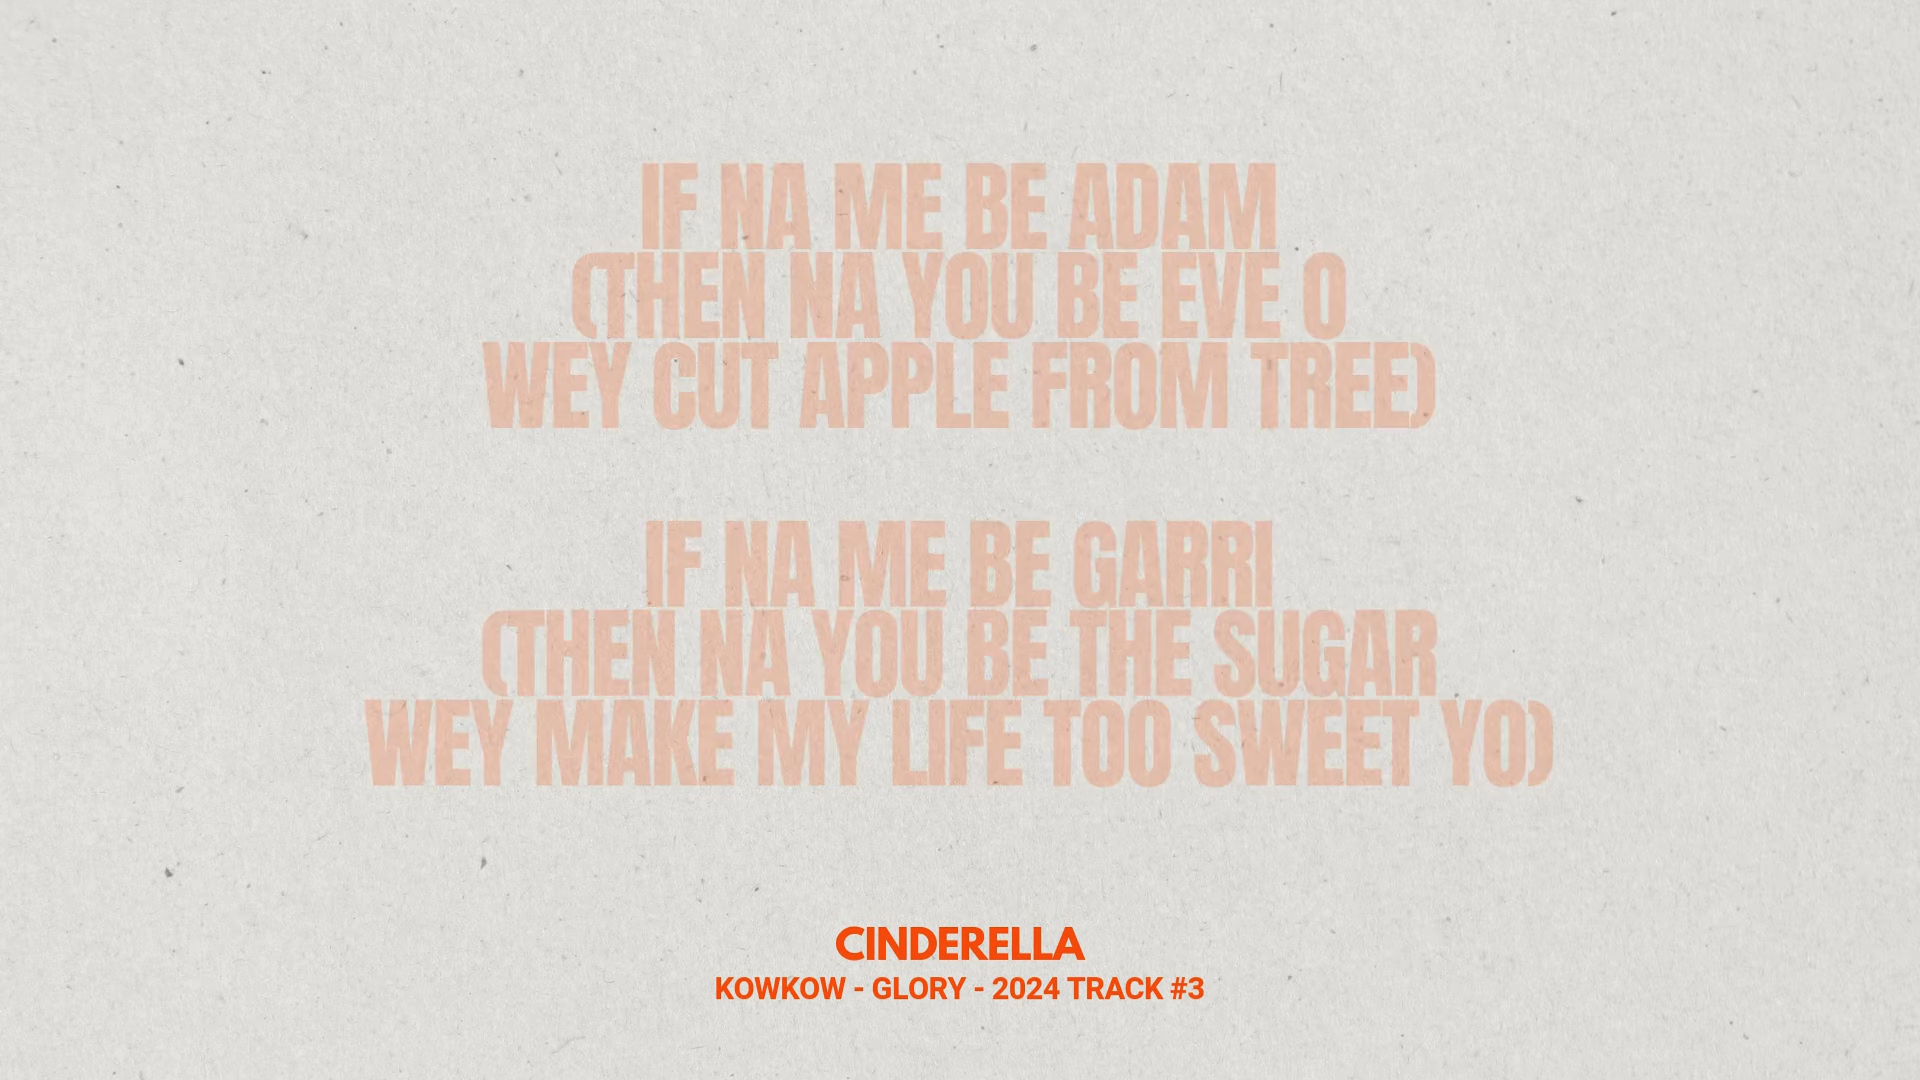 IF NA ME BE ADAM
(THEN NA YOU BE EVE O
WEY CUT APPLE FROM TREE)
IF NA ME BE GARRI
(THEN NA YOU BE THE SUGAR
WEY MAKE MY LIFE TOO SWEET YO)
CINDERELLA
KOWKOW - GLORY - 2024 TRACK #3